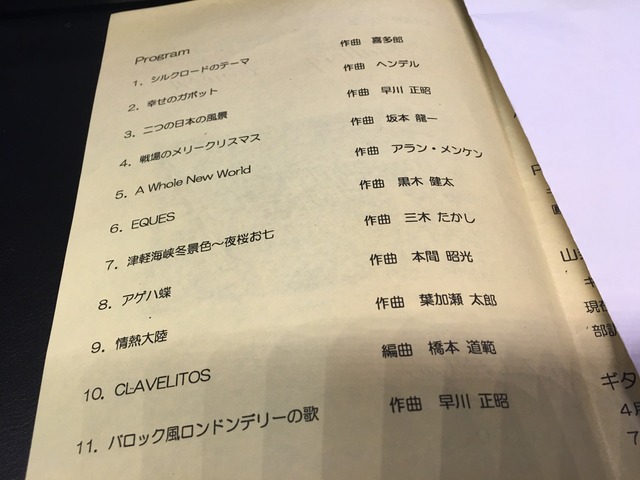 Program
1. シルクロードのテーマ 作曲 喜多郎
2. 幸せのガボット 作曲 ヘンデル
3. 二つの日本の風景 作曲 早川 正昭
4. 戦場のメリークリスマス 作曲 坂本 龍一
5. A Whole New World 作曲 アラン・メンケン
6. EQUES 作曲 黒木 健太
7. 津軽海峡冬景色~夜桜お七 作曲 三木 たかし
8. アゲハ蝶 作曲 本間 昭光
9. 情熱大陸 作曲 葉加瀬 太郎
10. CLAVELITOS 編曲 橋本 道範
11. バロック風ロンドンデリーの歌 作曲 早川 正昭
山
現在
部訓
ギタ
4月
7